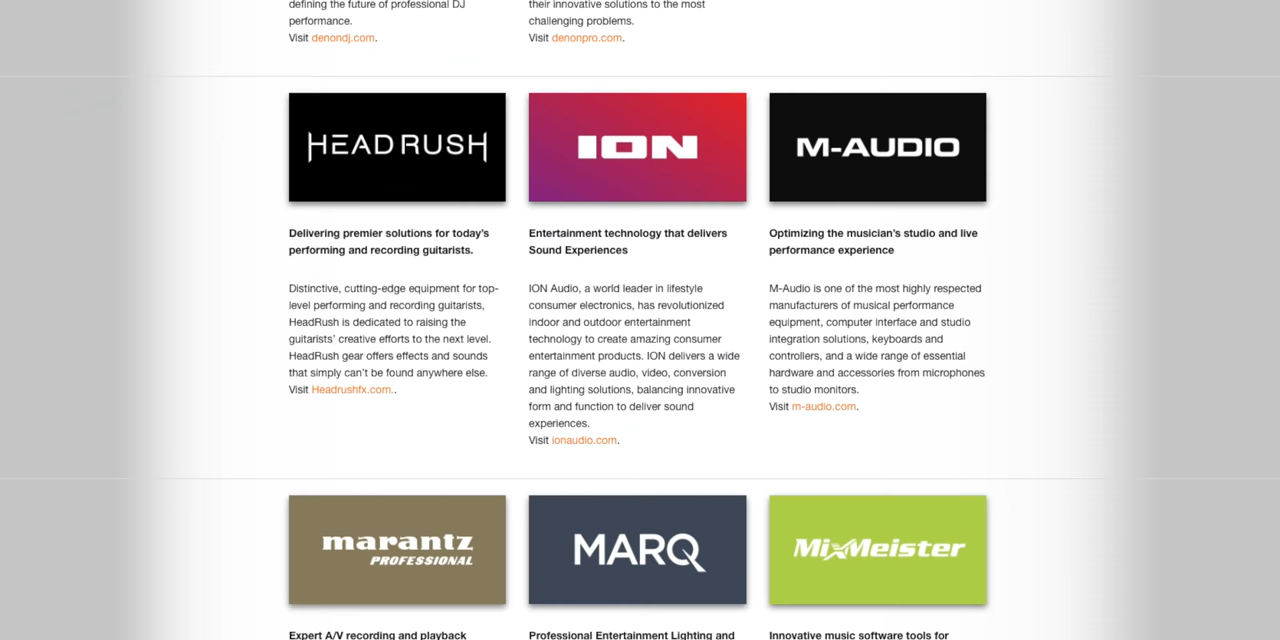 defining the future of professional DJ
performance.
Visit denondj.com.
their innovative solutions to the most
challenging problems.
Visit denonpro.com.
HEADRUSH
ION
M-AUDIO
Delivering premier solutions for today's
performing and recording guitarists.
Distinctive, cutting-edge equipment for top-
level performing and recording guitarists,
HeadRush is dedicated to raising the
guitarists' creative efforts to the next level.
HeadRush gear offers effects and sounds
that simply can't be found anywhere else.
Visit Headrushfx.com..
Entertainment technology that delivers
Sound Experiences
ION Audio, a world leader in lifestyle
consumer electronics, has revolutionized
indoor and outdoor entertainment
technology to create amazing consumer
entertainment products. ION delivers a wide
range of diverse audio, video, conversion
and lighting solutions, balancing innovative
form and function to deliver sound
experiences.
Visit ionaudio.com.
Optimizing the musician's studio and live
performance experience
M-Audio is one of the most highly respected
manufacturers of musical performance
equipment, computer interface and studio
integration solutions, keyboards and
controllers, and a wide range of essential
hardware and accessories from microphones
to studio monitors.
Visit m-audio.com.
marantz
PROFESSIONAL
MARQ
MixMeister
Expert A/V recording and playback
Professional Entertainment Lighting and
Innovative music software tools for